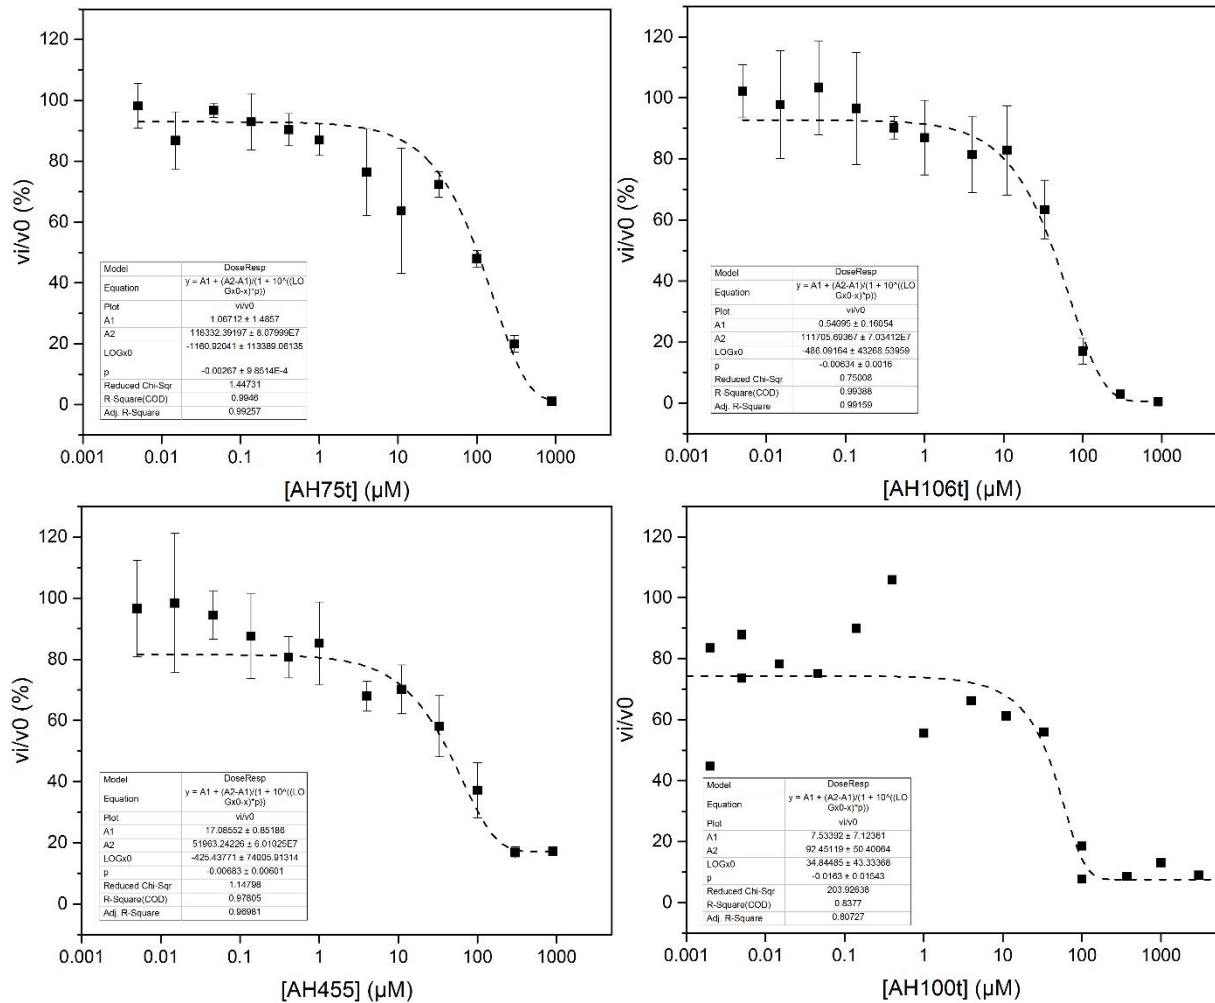 120
100
80
60
40
20
0
vi/v0 (%)
Model DoseResp
Equation y = A1 + (A2-A1)/(1 + 10^((LO
Gx0-x)*p))
Plot vi/v0
A1 1.06712 ± 1.4857
A2 116332.39197 ± 8.07999E7
LOGx0 -1160.92041 ± 113389.06135
p -0.00267 ± 9.8514E-4
Reduced Chi-Sqr 1.44731
R-Square(COD) 0.9946
Adj. R-Square 0.99257
0.001 0.01 0.1 1 10 100 1000
[AH75t] (µM)
120
100
80
60
40
20
0
vi/v0 (%)
Model DoseResp
Equation y = A1 + (A2-A1)/(1 + 10^((LO
Gx0-x)*p))
Plot vi/v0
A1 0.54095 ± 0.16054
A2 111705.69367 ± 7.03412E7
LOGx0 -486.09164 ± 43268.53959
p -0.00634 ± 0.0016
Reduced Chi-Sqr 0.75008
R-Square(COD) 0.99388
Adj. R-Square 0.99159
0.001 0.01 0.1 1 10 100 1000
[AH106t] (µM)
120
100
80
60
40
20
0
vi/v0 (%)
Model DoseResp
Equation y = A1 + (A2-A1)/(1 + 10^((LO
Gx0-x)*p))
Plot vi/v0
A1 17.08552 ± 0.85186
A2 51963.24226 ± 6.01025E7
LOGx0 -425.43771 ± 74005.91314
p -0.00683 ± 0.00601
Reduced Chi-Sqr 1.14798
R-Square(COD) 0.97805
Adj. R-Square 0.96981
0.001 0.01 0.1 1 10 100 1000
[AH455] (µM)
120
100
80
60
40
20
0
vi/v0
Model DoseResp
Equation y = A1 + (A2-A1)/(1 + 10^((LO
Gx0-x)*p))
Plot vi/v0
A1 7.53392 ± 7.12361
A2 92.45119 ± 50.40064
LOGx0 34.84485 ± 43.33368
p -0.0163 ± 0.01543
Reduced Chi-Sqr 203.92638
R-Square(COD) 0.8377
Adj. R-Square 0.80727
0.001 0.01 0.1 1 10 100 1000
[AH100t] (µM)